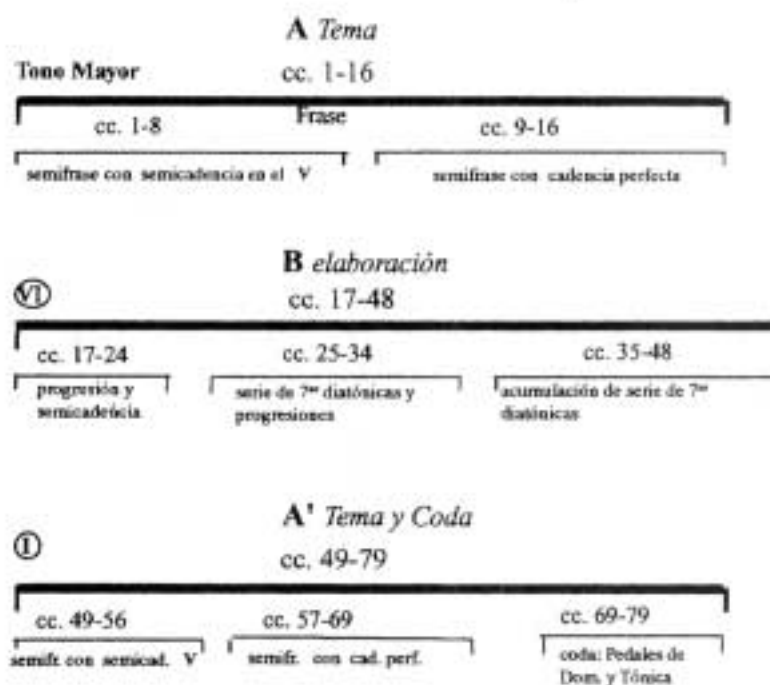 A Tema
Tono Mayor cc. 1-16
Frase
cc. 1-8 cc. 9-16
semifrase con semicadencia en el V semifrase con cadencia perfecta
B elaboración
VI cc. 17-48
cc. 17-24 cc. 25-34 cc. 35-48
progresión y serie de 7as diatónicas y acumulación de serie de 7as
semicadéncia progresiones diatónicas
A' Tema y Coda
I
cc. 49-79
cc. 49-56 cc. 57-69 cc. 69-79
semifr. con semicad. V semifr. con cad. perf. coda: Pedales de
Dom. y Tónica